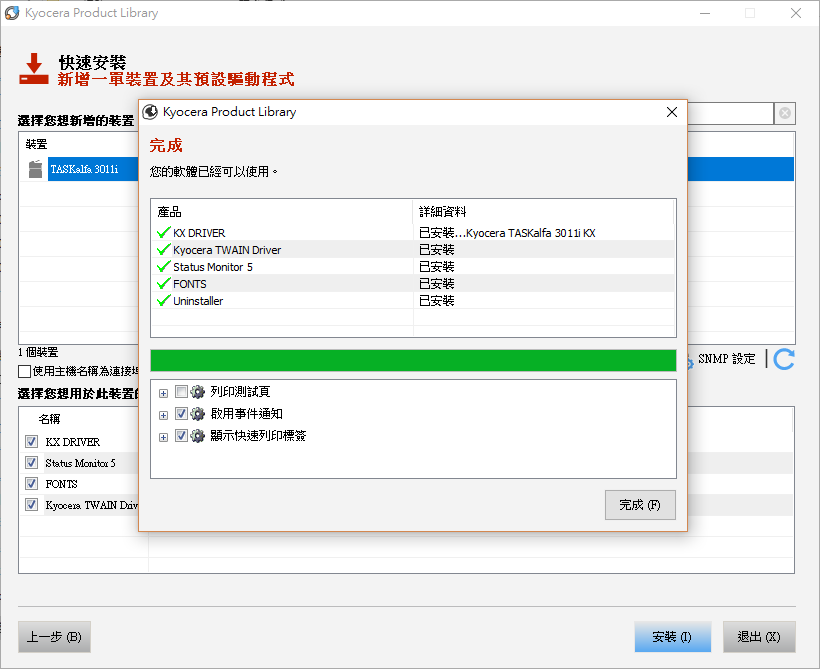 Kyocera Product Library
快速安裝
新增一單裝置及其預設驅動程式
選擇您想新增的裝置
裝置
TASKalfa 3011i
1 個裝置
使用主機名稱為連接埠
SNMP 設定
選擇您想用於此裝置的
名稱
KX DRIVER
Status Monitor 5
FONTS
Kyocera TWAIN Driv
Kyocera Product Library
完成
您的軟體已經可以使用。
產品 詳細資料
KX DRIVER 已安裝...Kyocera TASKalfa 3011i KX
Kyocera TWAIN Driver 已安裝
Status Monitor 5 已安裝
FONTS 已安裝
Uninstaller 已安裝
列印測試頁
啟用事件通知
顯示快速列印標簽
完成 (F)
上一步 (B)
安裝 (I)
退出 (X)